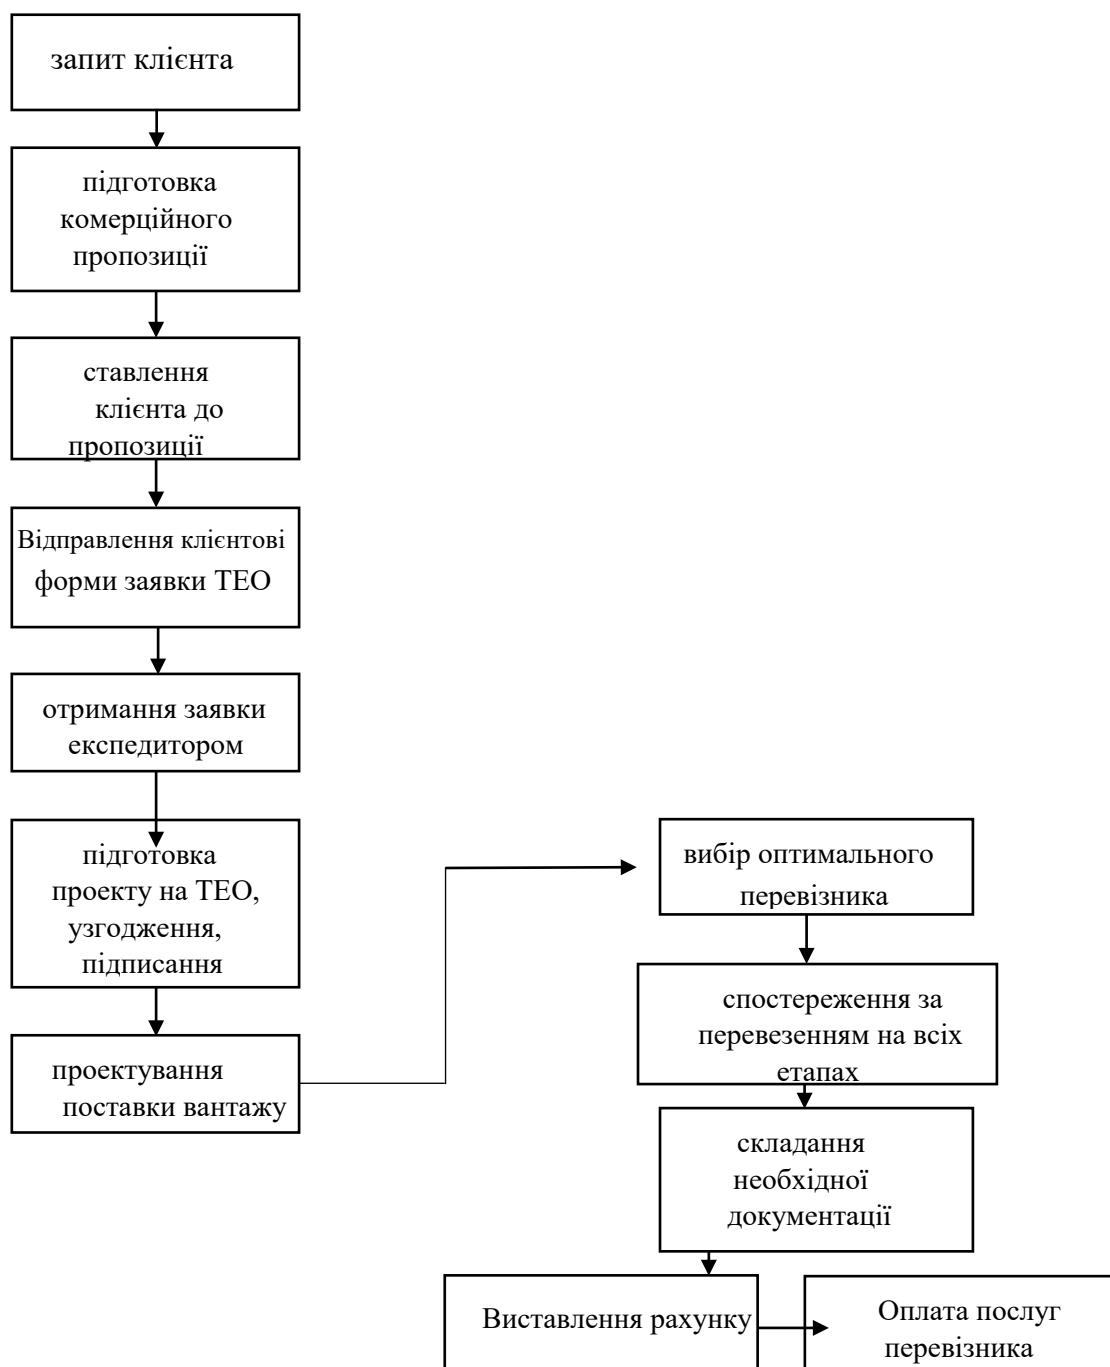 запит клієнта
підготовка
комерційного
пропозиції
ставлення
клієнта до
пропозиції
Відправлення клієнтові
форми заявки ТЕО
отримання заявки
експедитором
підготовка
проекту на ТЕО,
узгодження,
підписання
проектування
поставки вантажу
вибір оптимального
перевізника
спостереження за
перевезенням на всіх
етапах
складання
необхідної
документації
Виставлення рахунку
Оплата послуг
перевізника